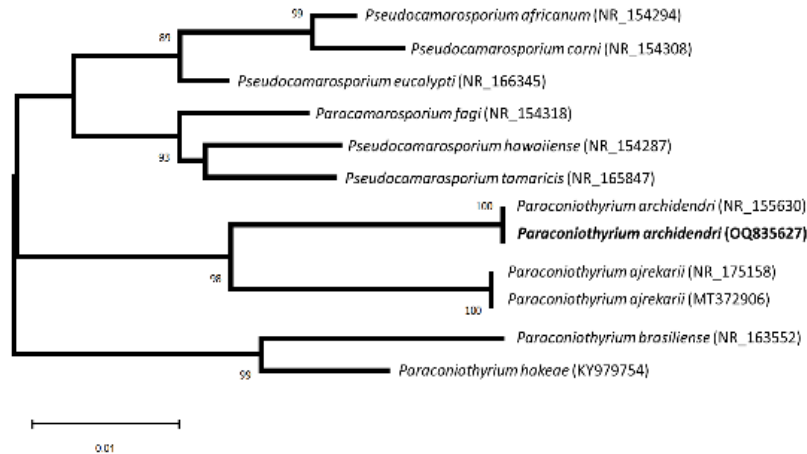 99
Pseudocamarosporium africanum (NR_154294)
89
Pseudocamarosporium corni (NR_154308)
Pseudocamarosporium eucalypti (NR_166345)
Paracamarosporium fagi (NR_154318)
Pseudocamarosporium hawaiiense (NR_154287)
93
Pseudocamarosporium tamaricis (NR_165847)
100
Paraconiothyrium archidendri (NR_155630)
Paraconiothyrium archidendri (OQ835627)
Paraconiothyrium ajrekarii (NR_175158)
98
Paraconiothyrium ajrekarii (MT372906)
100
Paraconiothyrium brasiliense (NR_163552)
99
Paraconiothyrium hakeae (KY979754)
0.01